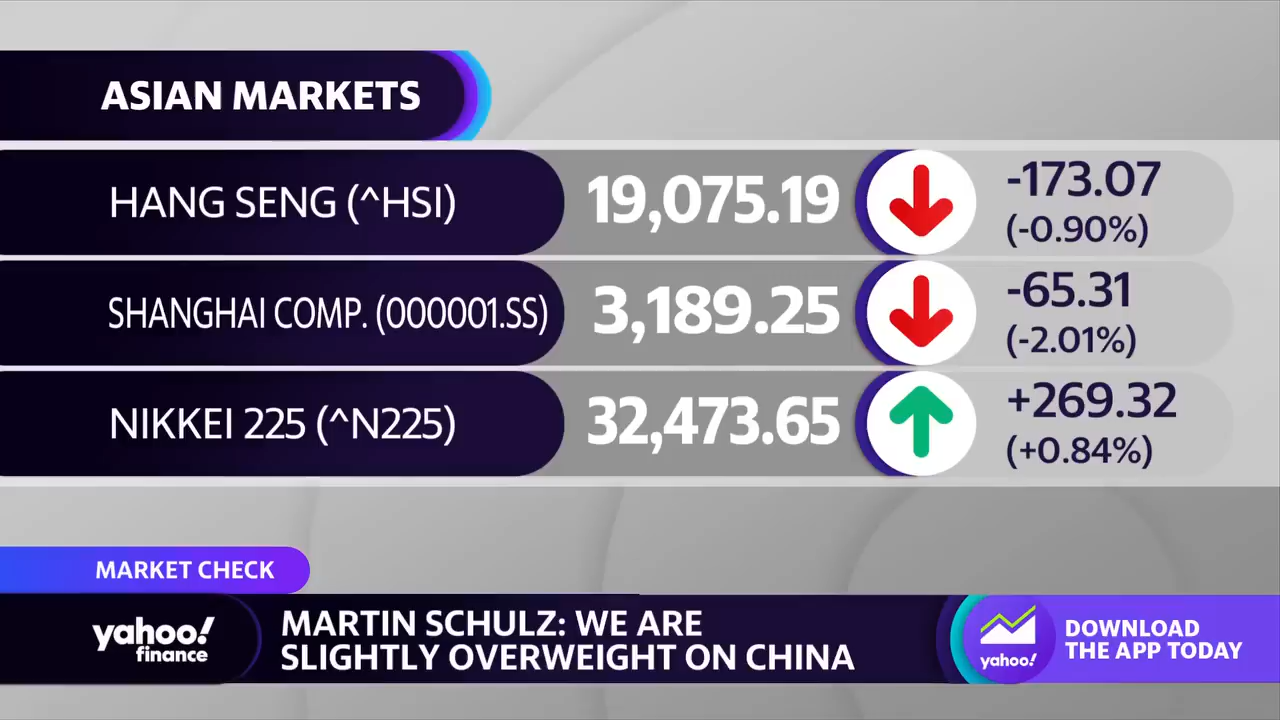 ASIAN MARKETS
HANG SENG (^HSI) 19,075.19 -173.07
(-0.90%)
SHANGHAI COMP. (000001.SS) 3,189.25 -65.31
(-2.01%)
NIKKEI 225 (^N225) 32,473.65 +269.32
(+0.84%)
MARKET CHECK
yahoo!
finance
MARTIN SCHULZ: WE ARE
SLIGHTLY OVERWEIGHT ON CHINA
yahoo!
DOWNLOAD
THE APP TODAY